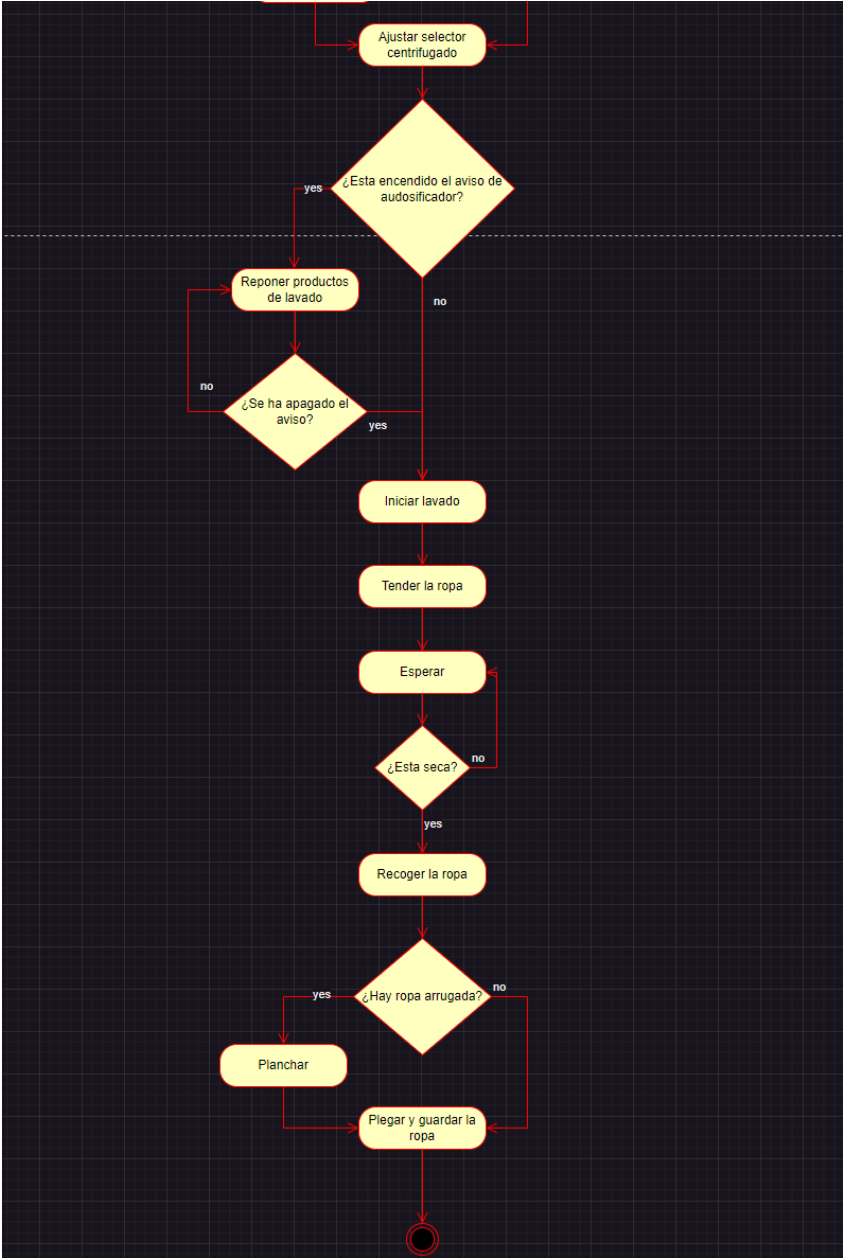 Ajustar selector
centrifugado
¿Esta encendido el aviso de
audosificador?
yes
no
Reponer productos
de lavado
¿Se ha apagado el
aviso?
no
yes
Iniciar lavado
Tender la ropa
Esperar
¿Esta seca?
no
yes
Recoger la ropa
¿Hay ropa arrugada?
yes
no
Planchar
Plegar y guardar la
ropa